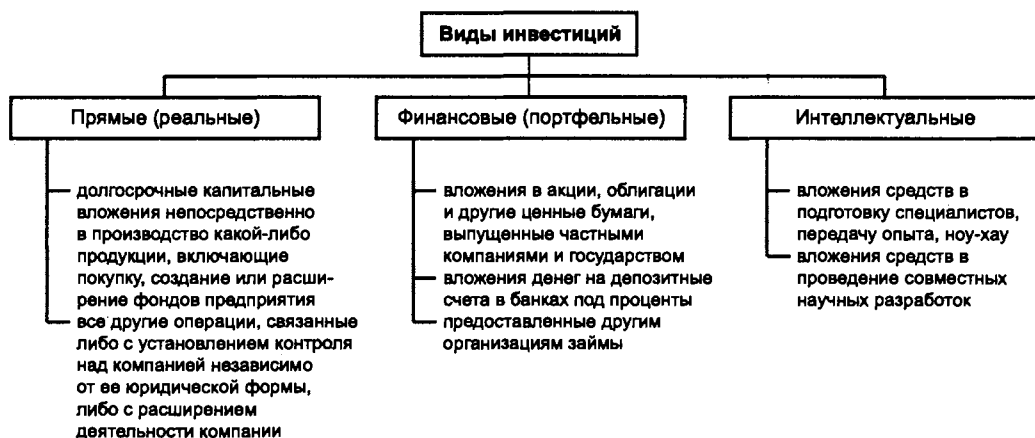 Виды инвестиций
Прямые (реальные)
долгосрочные капитальные
вложения непосредственно
в производство какой-либо
продукции, включающие
покупку, создание или расши-
рение фондов предприятия
все другие операции, связанные
либо с установлением контроля
над компанией независимо
от ее юридической формы,
либо с расширением
деятельности компании
Финансовые (портфельные)
вложения в акции, облигации
и другие ценные бумаги,
выпущенные частными
компаниями и государством
вложения денег на депозитные
счета в банках под проценты
предоставленные другим
организациям займы
Интеллектуальные
вложения средств в
подготовку специалистов,
передачу опыта, ноу-хау
вложения средств в
проведение совместных
научных разработок